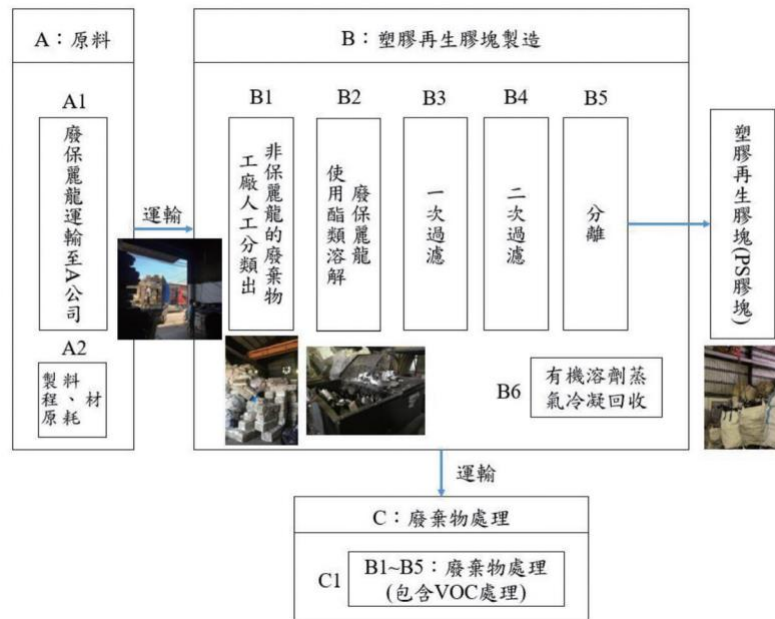 A：原料
A1
廢保麗龍運輸至A公司
A2
製料
程、材
原耗
運輸
B：塑膠再生膠塊製造
B1
非保麗龍的廢棄物
工廠人工分類出
B2
廢保麗龍
使用酯類溶解
B3
一次過濾
B4
二次過濾
B5
分離
B6
有機溶劑蒸
氣冷凝回收
塑膠再生膠塊(PS膠塊)
運輸
C：廢棄物處理
C1
B1~B5：廢棄物處理
(包含VOC處理)